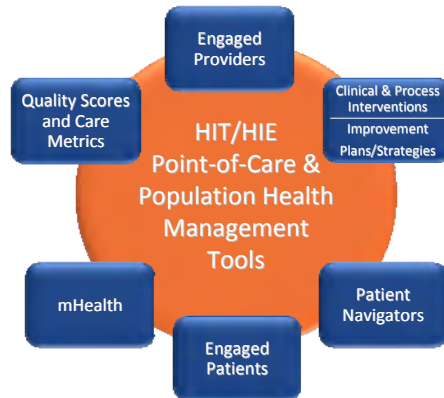 Engaged
Providers
Clinical & Process
Interventions
Improvement
Plans/Strategies
Quality Scores
and Care
Metrics
HIT/HIE
Point-of-Care &
Population Health
Management
Tools
mHealth
Patient
Navigators
Engaged
Patients